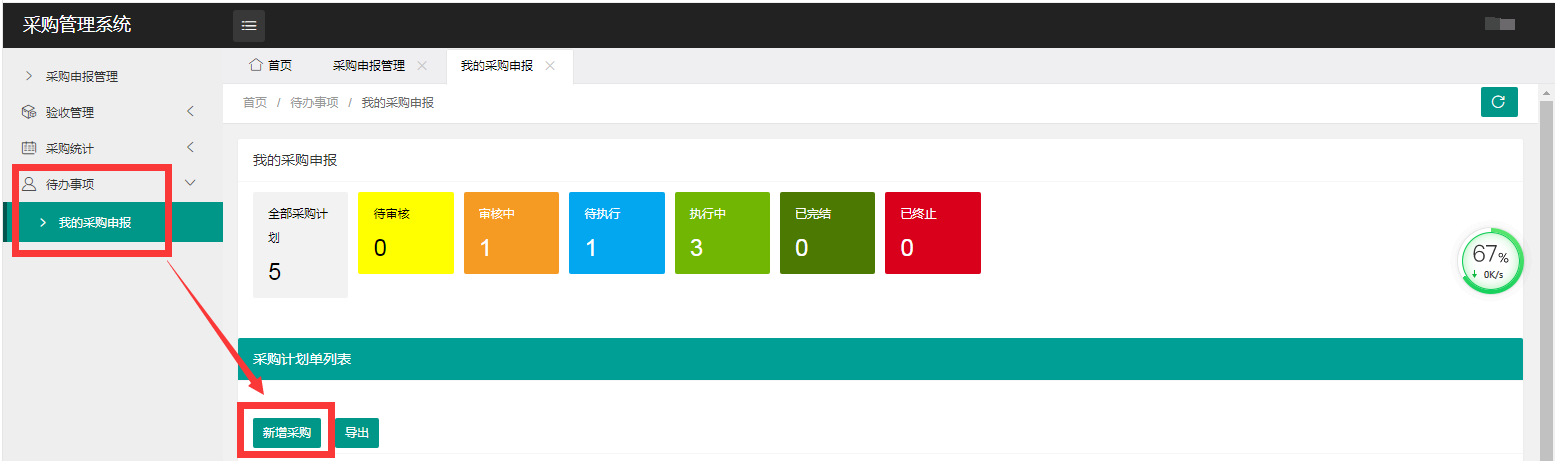 采购管理系统
采购申报管理
验收管理
采购统计
待办事项
我的采购申报
首页
采购申报管理
我的采购申报
首页 / 待办事项 / 我的采购申报
我的采购申报
全部采购计
划
5
待审核
0
审核中
1
待执行
1
执行中
3
已完结
0
已终止
0
67%
0K/s
采购计划单列表
新增采购
导出